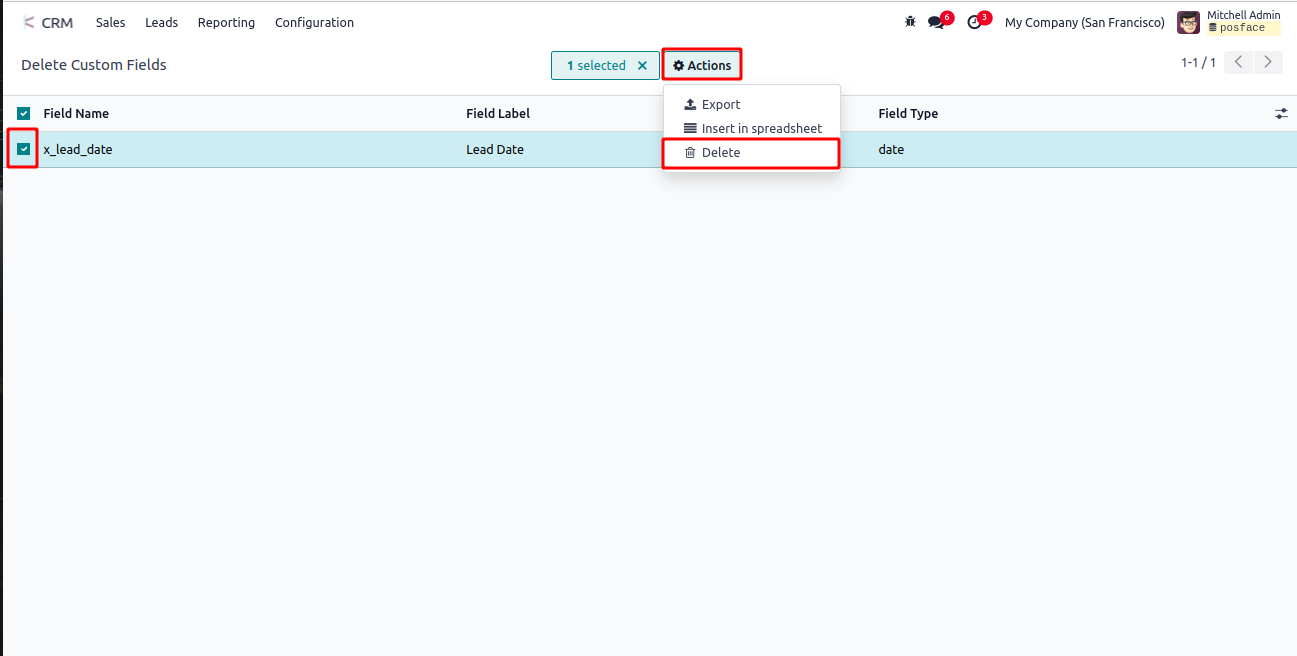 CRM Sales Leads Reporting Configuration 6 3 My Company (San Francisco) Mitchell Admin
posface
Delete Custom Fields 1 selected × Actions 1-1 / 1
Export
Insert in spreadsheet
Delete
Field Name Field Label Field Type
x_lead_date Lead Date date